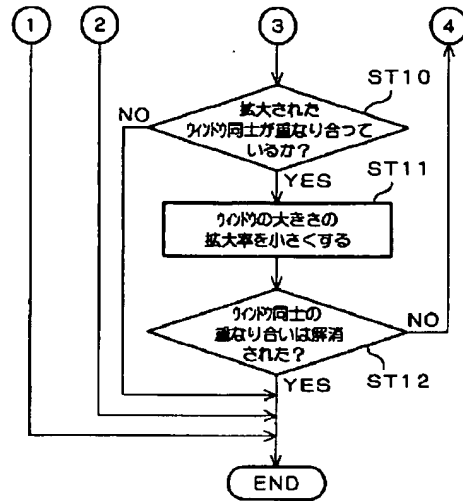 1
2
3
4
ST10
NO
拡大された
ウィンドウ同士が重なり合って
いるか?
YES
ST11
ウィンドウの大きさの
拡大率を小さくする
ウィンドウ同士の
重なり合いは解消
された?
NO
YES
ST12
END